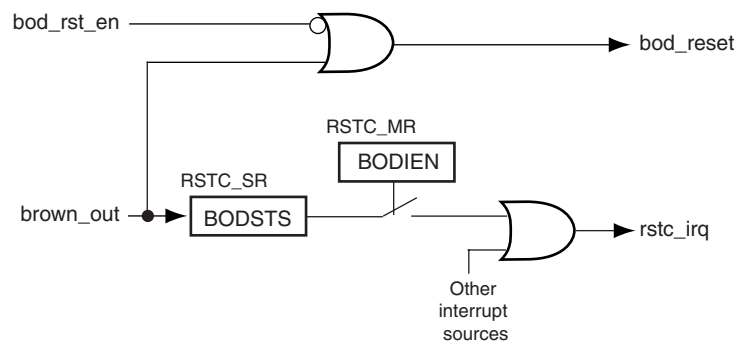 bod_rst_en
bod_reset
RSTC_MR
BODIEN
RSTC_SR
brown_out
BODSTS
rstc_irq
Other
interrupt
sources